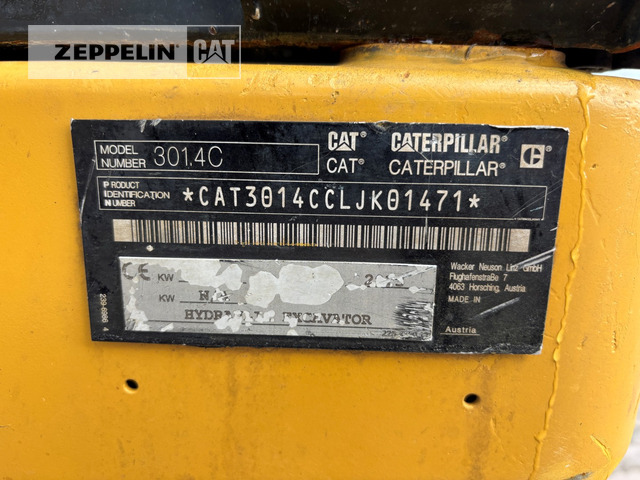 ZEPPELIN CAT
MODEL NUMBER 301.4C
CAT® CATERPILLAR®
CAT® CATERPILLAR®
PRODUCT IDENTIFICATION NUMBER *CAT3014CCLJK01471*
CE KW
KW
HYDR EXCAVATOR
Wacker Neuson Linz GmbH
Flughafenstraße 7
4063 Horsching, Austria
MADE IN
Austria